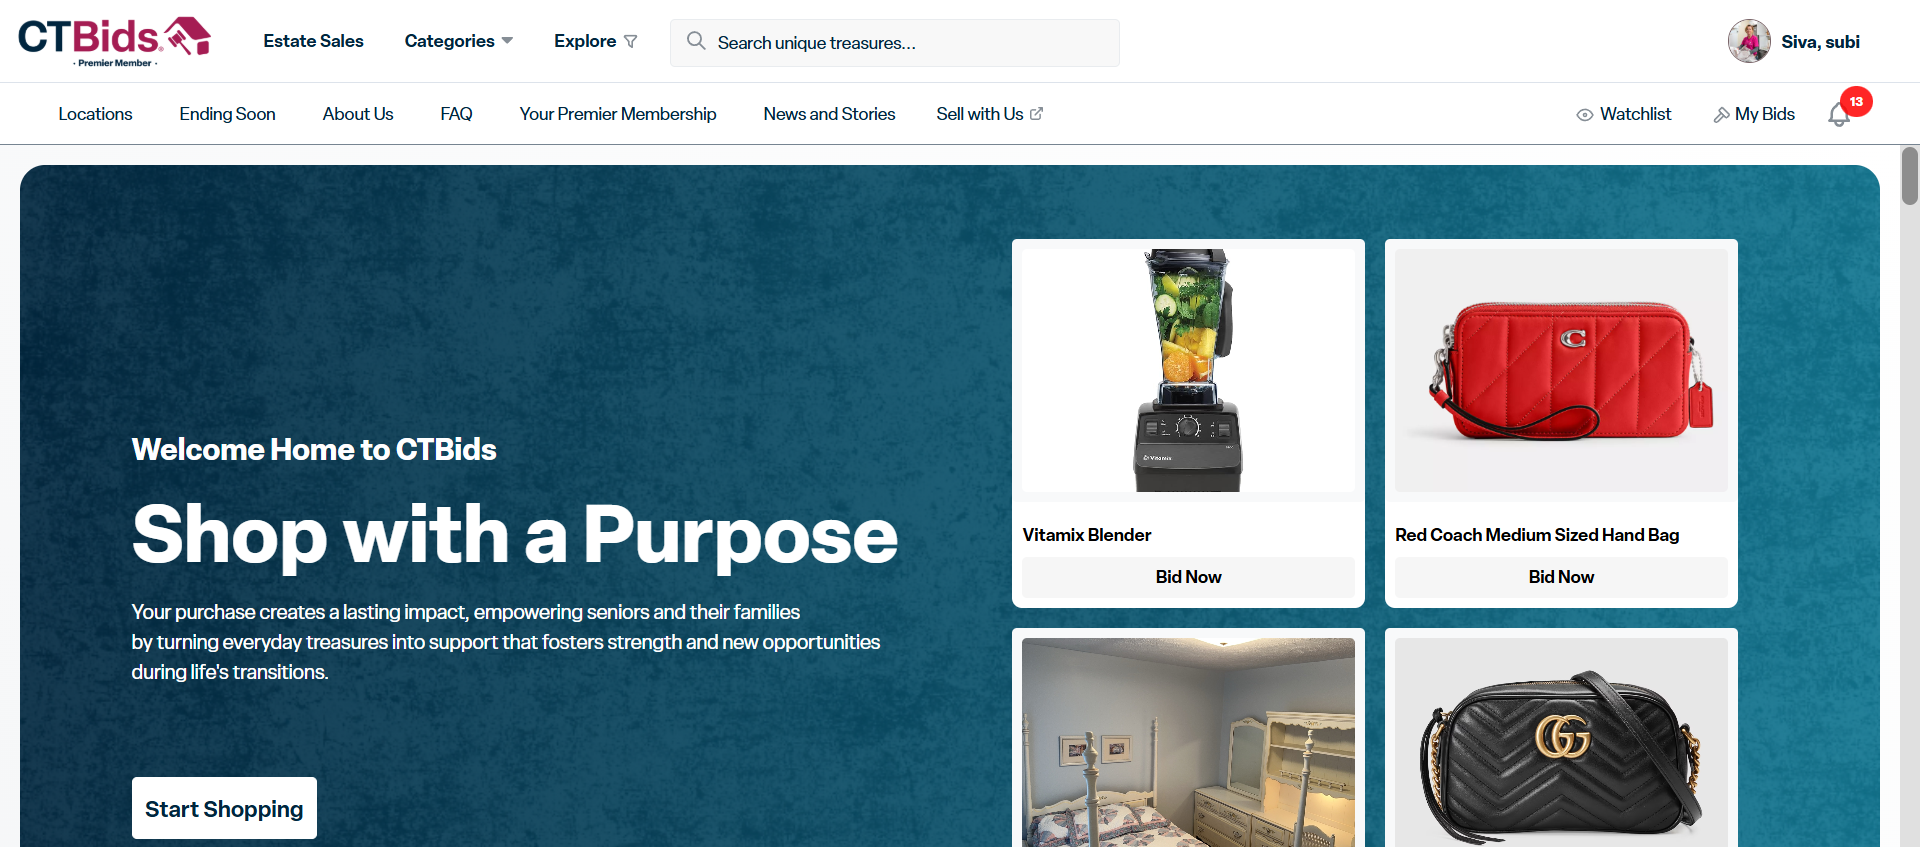 CTBids
· Premier Member ·
Estate Sales
Categories
Explore
Search unique treasures...
Siva, subi
Locations
Ending Soon
About Us
FAQ
Your Premier Membership
News and Stories
Sell with Us
Watchlist
My Bids
13
Welcome Home to CTBids
Shop with a Purpose
Your purchase creates a lasting impact, empowering seniors and their families
by turning everyday treasures into support that fosters strength and new opportunities
during life's transitions.
Start Shopping
Vitamix
Vitamix Blender
Bid Now
Red Coach Medium Sized Hand Bag
Bid Now